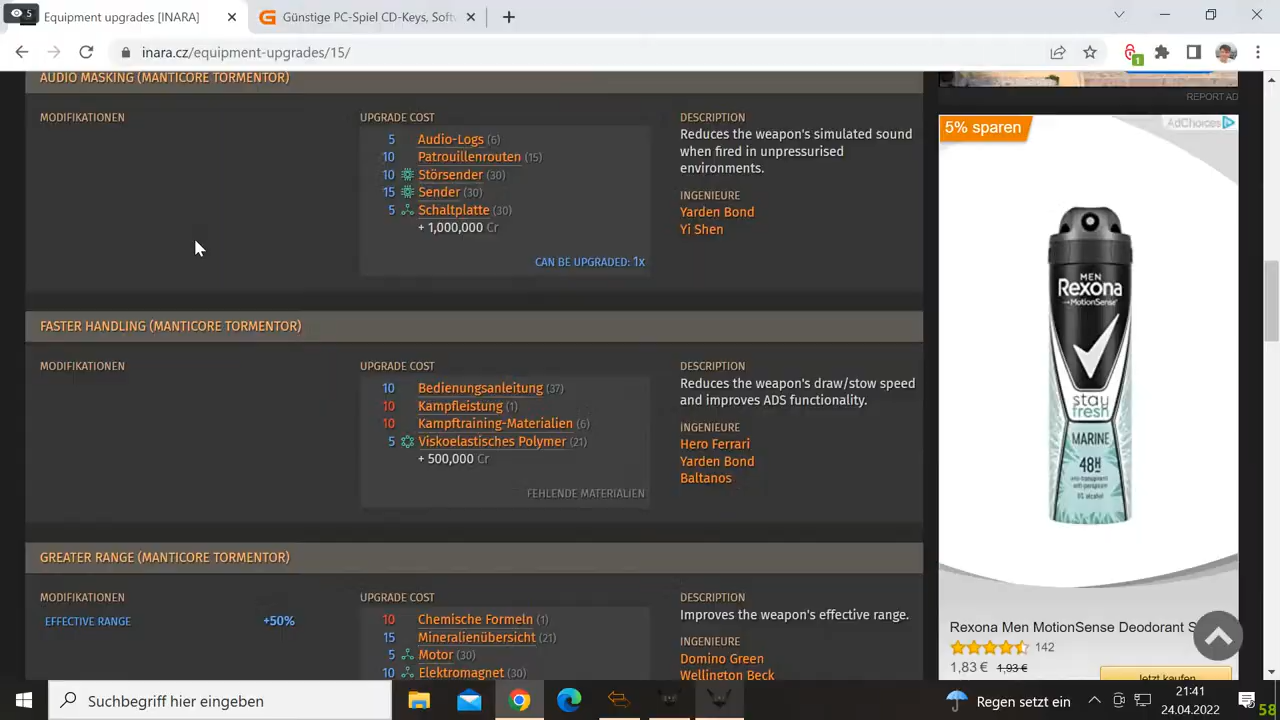 5
Equipment upgrades [INARA]
Günstige PC-Spiel CD-Keys, Soft
inara.cz/equipment-upgrades/15/
1
AUDIO MASKING (MANTICORE TORMENTOR)
MODIFIKATIONEN
UPGRADE COST
5 Audio-Logs (6)
10 Patrouillenrouten (15)
10 Störsender (30)
15 Sender (30)
5 Schaltplatte (30)
+ 1,000,000 Cr
CAN BE UPGRADED: 1x
DESCRIPTION
Reduces the weapon's simulated sound
when fired in unpressurised
environments.
INGENIEURE
Yarden Bond
Yi Shen
FASTER HANDLING (MANTICORE TORMENTOR)
MODIFIKATIONEN
UPGRADE COST
10 Bedienungsanleitung (37)
10 Kampfleistung (1)
10 Kampftraining-Materialien (6)
5 Viskoelastisches Polymer (21)
+ 500,000 Cr
FEHLENDE MATERIALIEN
DESCRIPTION
Reduces the weapon's draw/stow speed
and improves ADS functionality.
INGENIEURE
Hero Ferrari
Yarden Bond
Baltanos
GREATER RANGE (MANTICORE TORMENTOR)
MODIFIKATIONEN
EFFECTIVE RANGE +50%
UPGRADE COST
10 Chemische Formeln (1)
15 Mineralienübersicht (21)
5 Motor (30)
10 Elektromagnet (30)
DESCRIPTION
Improves the weapon's effective range.
INGENIEURE
Domino Green
Wellington Beck
REPORT AD
5% sparen
AdChoices
MEN
Rexona
MotionSense
stay
fresh
MARINE
48H
Rexona Men MotionSense Deodorant S
142
1,83 € 1,93 €
Jetzt kaufen
Suchbegriff hier eingeben
Regen setzt ein
21:41
24.04.2022
58